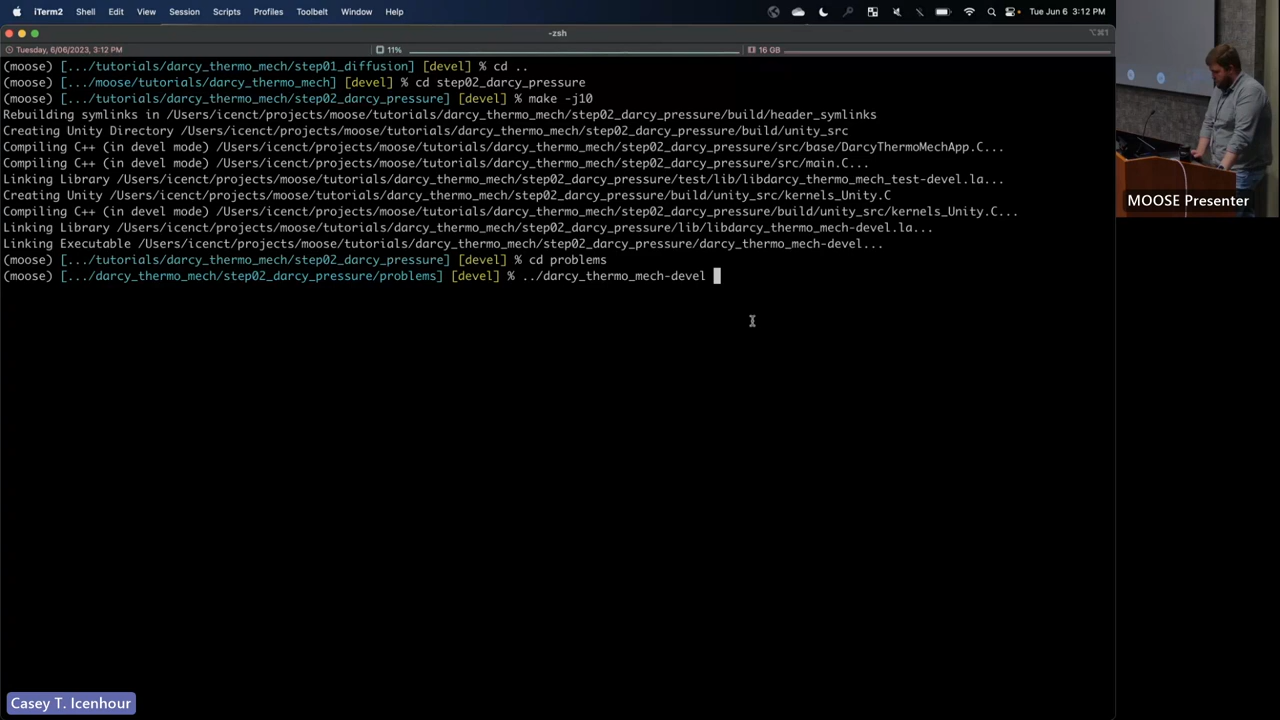 iTerm2 Shell Edit View Session Scripts Profiles Toolbelt Window Help Tue Jun 6 3:12 PM
-zsh
Tuesday, 6/06/2023, 3:12 PM 11% 16 GB
(moose) [.../tutorials/darcy_thermo_mech/step01_diffusion] [devel] % cd ..
(moose) [.../moose/tutorials/darcy_thermo_mech] [devel] % cd step02_darcy_pressure
(moose) [.../tutorials/darcy_thermo_mech/step02_darcy_pressure] [devel] % make -j10
Rebuilding symlinks in /Users/icenct/projects/moose/tutorials/darcy_thermo_mech/step02_darcy_pressure/build/header_symlinks
Creating Unity Directory /Users/icenct/projects/moose/tutorials/darcy_thermo_mech/step02_darcy_pressure/build/unity_src
Compiling C++ (in devel mode) /Users/icenct/projects/moose/tutorials/darcy_thermo_mech/step02_darcy_pressure/src/base/DarcyThermoMechApp.C...
Compiling C++ (in devel mode) /Users/icenct/projects/moose/tutorials/darcy_thermo_mech/step02_darcy_pressure/src/main.C...
Linking Library /Users/icenct/projects/moose/tutorials/darcy_thermo_mech/step02_darcy_pressure/test/lib/libdarcy_thermo_mech_test-devel.la...
Creating Unity /Users/icenct/projects/moose/tutorials/darcy_thermo_mech/step02_darcy_pressure/build/unity_src/kernels_Unity.C
Compiling C++ (in devel mode) /Users/icenct/projects/moose/tutorials/darcy_thermo_mech/step02_darcy_pressure/build/unity_src/kernels_Unity.C...
Linking Library /Users/icenct/projects/moose/tutorials/darcy_thermo_mech/step02_darcy_pressure/lib/libdarcy_thermo_mech-devel.la...
Linking Executable /Users/icenct/projects/moose/tutorials/darcy_thermo_mech/step02_darcy_pressure/darcy_thermo_mech-devel...
(moose) [.../tutorials/darcy_thermo_mech/step02_darcy_pressure] [devel] % cd problems
(moose) [.../darcy_thermo_mech/step02_darcy_pressure/problems] [devel] % ../darcy_thermo_mech-devel
MOOSE Presenter
Casey T. Icenhour